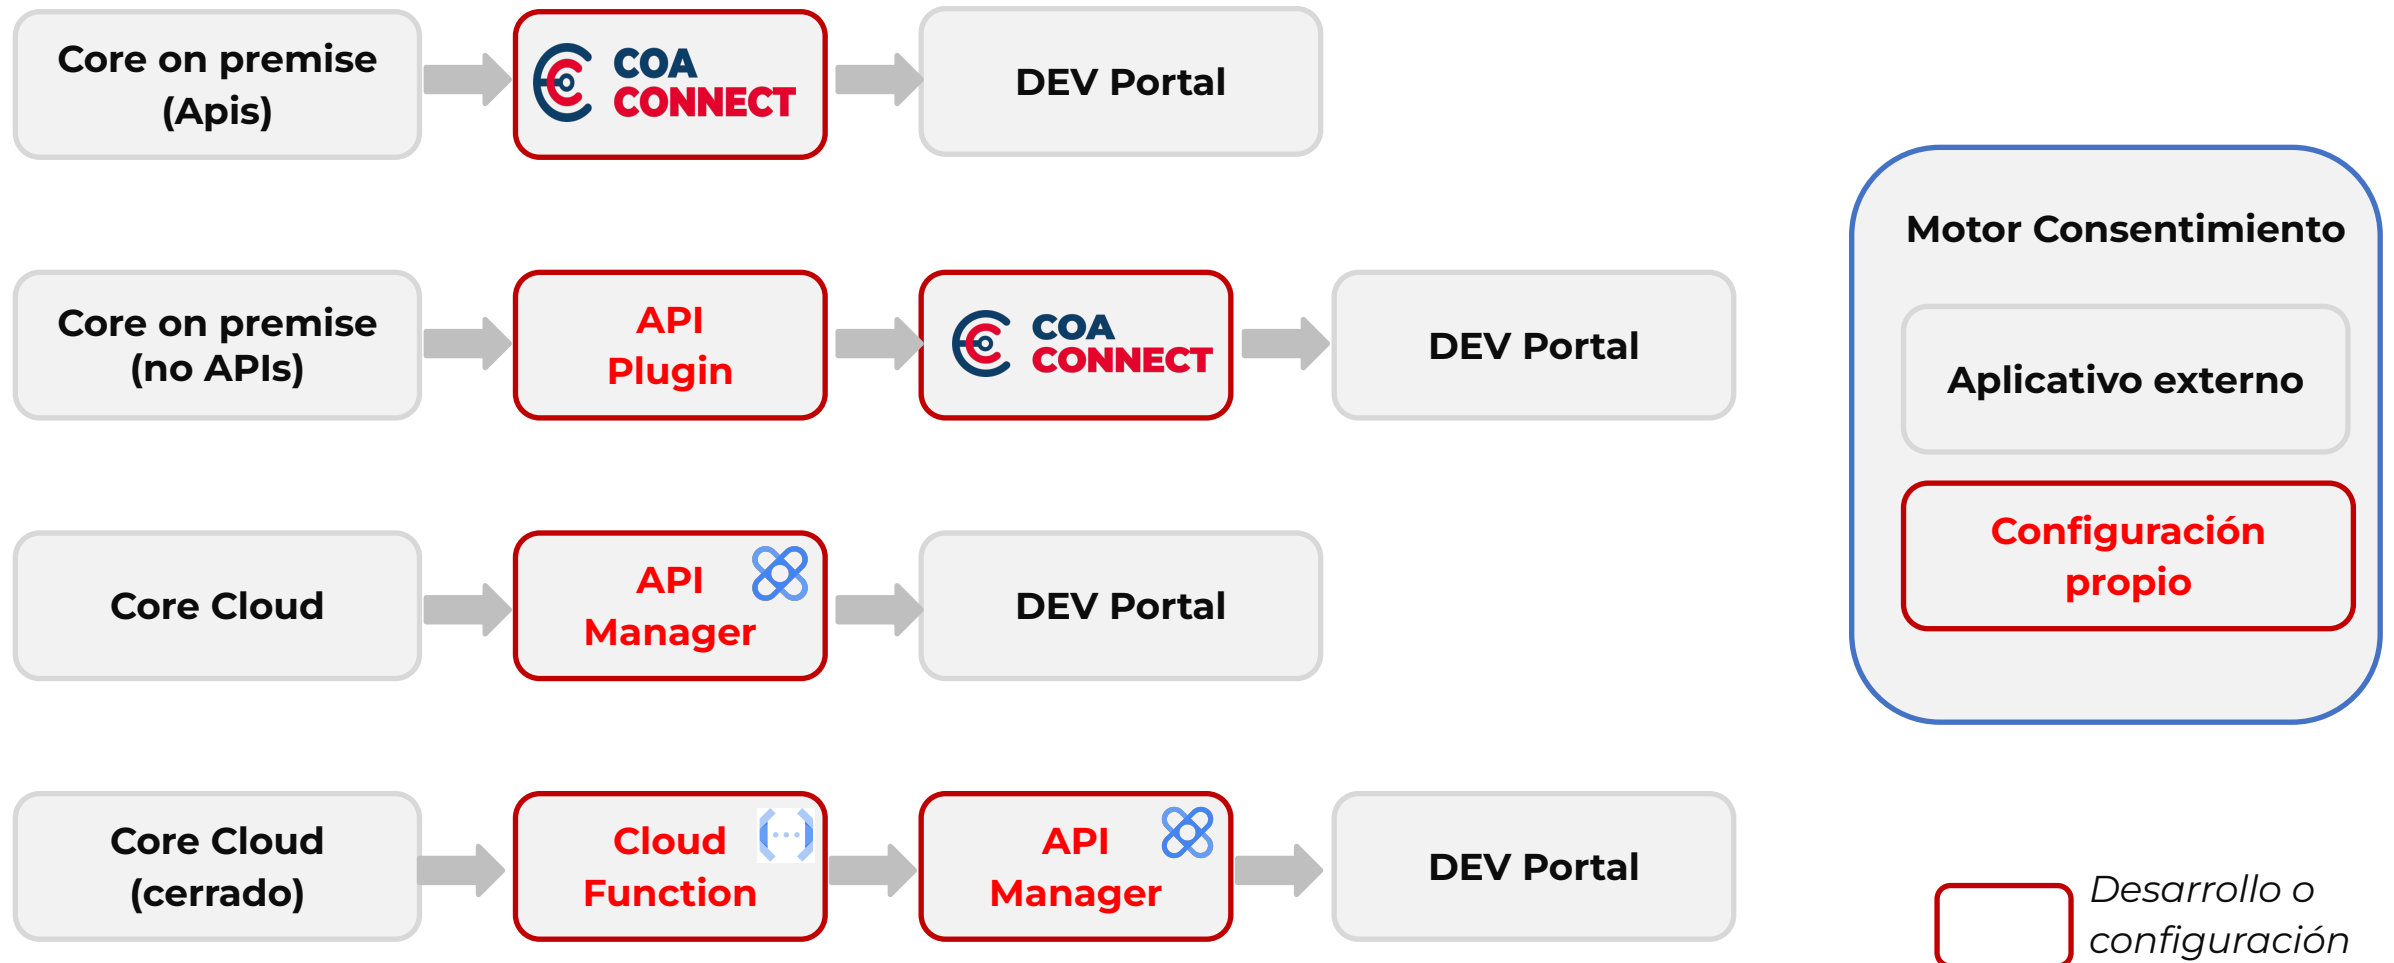 Core on premise
(Apis)
COA
CONNECT
DEV Portal
Core on premise
(no APIs)
API
Plugin
COA
CONNECT
DEV Portal
Core Cloud
API
Manager
DEV Portal
Core Cloud
(cerrado)
Cloud
Function
API
Manager
DEV Portal
Motor Consentimiento
Aplicativo externo
Configuración
propio
Desarrollo o
configuración